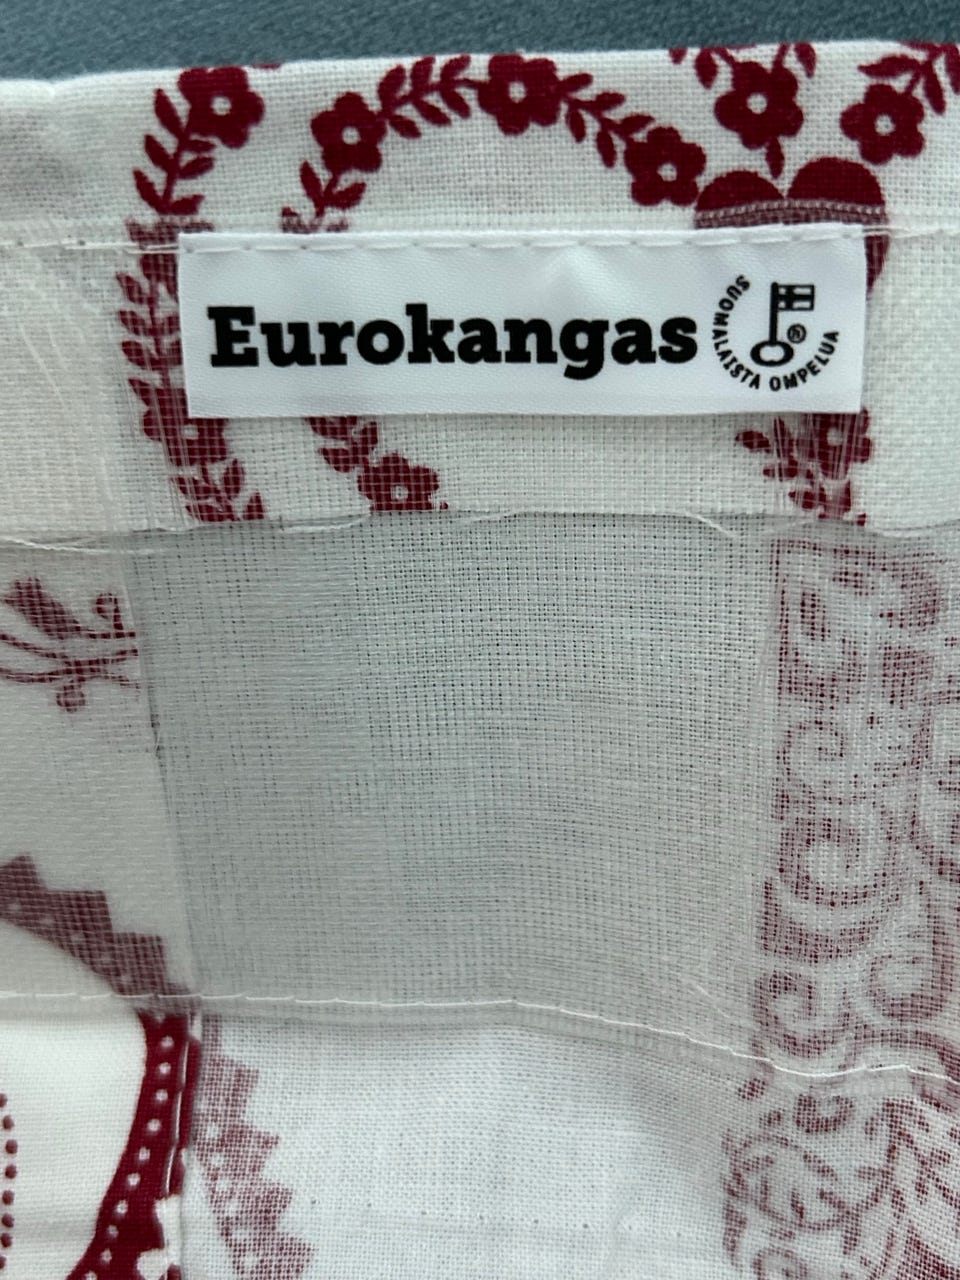 Eurokangas
SUOMALAISTA OMPELUA
®